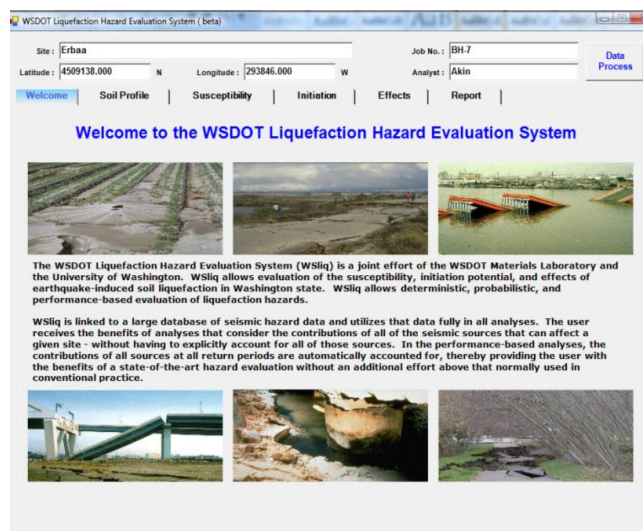 WSDOT Liquefaction Hazard Evaluation System ( beta)
Site : Erbaa Job No. : BH-7
Data Process
Latitude : 4509138.000 N Longitude : 293846.000 W Analyst : Akin
Welcome | Soil Profile | Susceptibility | Initiation | Effects | Report |
Welcome to the WSDOT Liquefaction Hazard Evaluation System
The WSDOT Liquefaction Hazard Evaluation System (WSliq) is a joint effort of the WSDOT Materials Laboratory and
the University of Washington. WSliq allows evaluation of the susceptibility, initiation potential, and effects of
earthquake-induced soil liquefaction in Washington state. WSliq allows deterministic, probabilistic, and
performance-based evaluation of liquefaction hazards.
WSliq is linked to a large database of seismic hazard data and utilizes that data fully in all analyses. The user
receives the benefits of analyses that consider the contributions of all of the seismic sources that can affect a
given site - without having to explicitly account for all of those sources. In the performance-based analyses, the
contributions of all sources at all return periods are automatically accounted for, thereby providing the user with
the benefits of a state-of-the-art hazard evaluation without an additional effort above that normally used in
conventional practice.